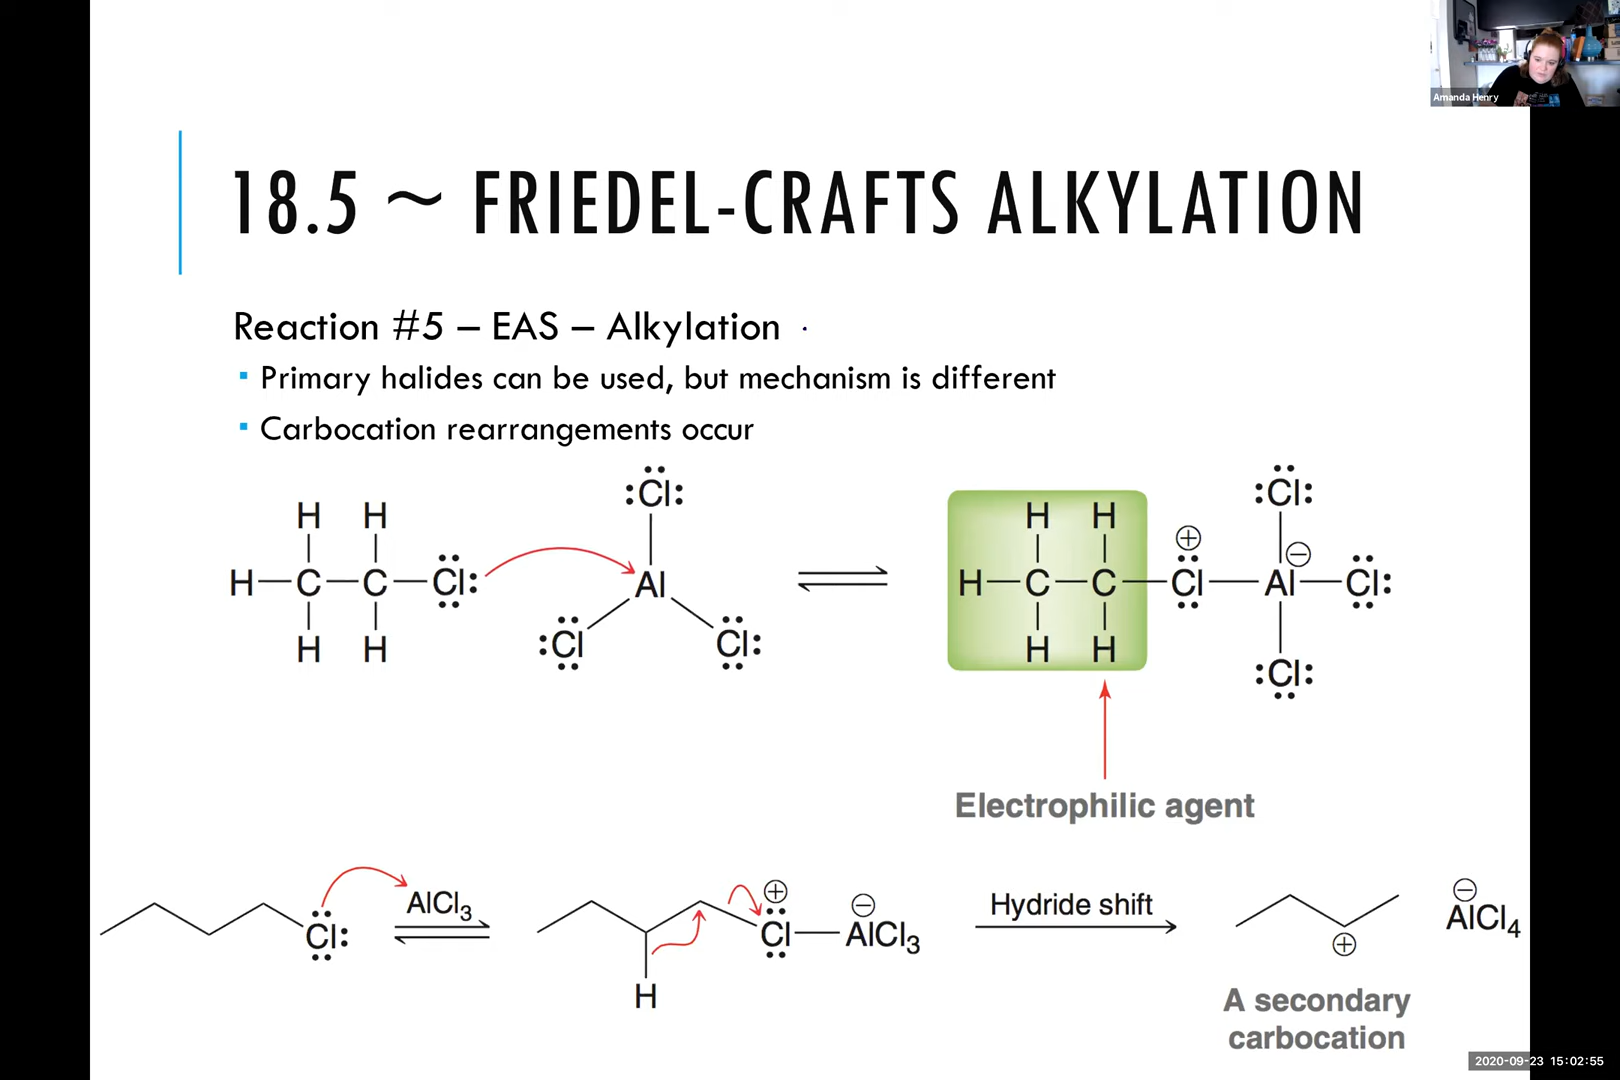 Amanda Henry
18.5 ~ FRIEDEL-CRAFTS ALKYLATION
Reaction #5 – EAS – Alkylation
▪ Primary halides can be used, but mechanism is different
▪ Carbocation rearrangements occur
:Cl: :Cl:
H H H H ⊕ ⊖
H—C—C—Cl: Al H—C—C—Cl—Al—Cl:
H H :Cl Cl: H H :Cl:
Electrophilic agent
Cl: AlCl₃ H ⊕ Cl—AlCl₃ ⊖ Hydride shift ⊕ ⊖ AlCl₄
A secondary
carbocation
2020-09-23 15:02:55